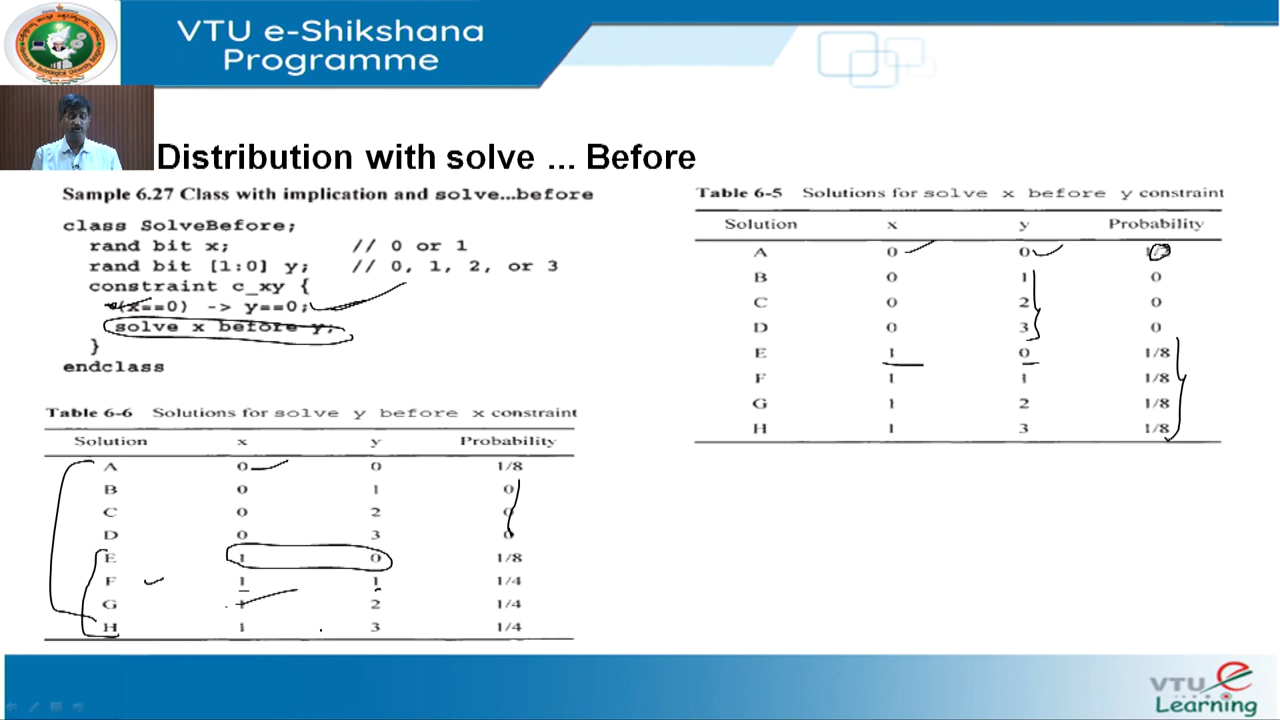 VTU e-Shikshana
Programme
Distribution with solve ... Before
Sample 6.27 Class with implication and solve...before
class SolveBefore;
rand bit x; // 0 or 1
rand bit [1:0] y; // 0, 1, 2, or 3
constraint c_xy {
(x==0) -> y==0;
solve x before y;
}
endclass
Table 6-6 Solutions for solve y before x constraint
Solution x y Probability
A 0 0 1/8
B 0 1 0
C 0 2 0
D 0 3 0
E 1 0 1/8
F 1 1 1/4
G 1 2 1/4
H 1 3 1/4
Table 6-5 Solutions for solve x before y constraint
Solution x y Probability
A 0 0
B 0 1 0
C 0 2 0
D 0 3 0
E 1 0 1/8
F 1 1 1/8
G 1 2 1/8
H 1 3 1/8
VTU e
Learning